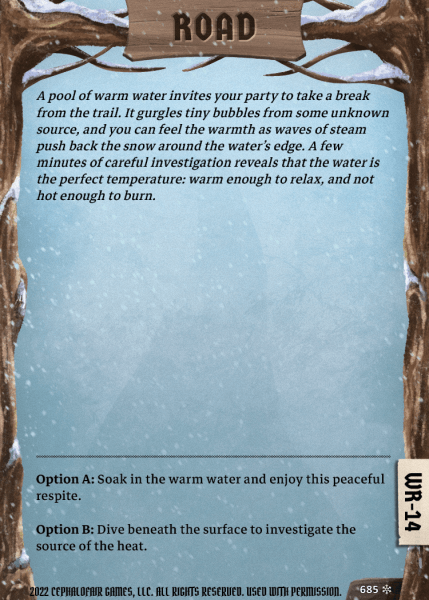 ROAD
A pool of warm water invites your party to take a break
from the trail. It gurgles tiny bubbles from some unknown
source, and you can feel the warmth as waves of steam
push back the snow around the water's edge. A few
minutes of careful investigation reveals that the water is
the perfect temperature: warm enough to relax, and not
hot enough to burn.
Option A: Soak in the warm water and enjoy this peaceful
respite.
Option B: Dive beneath the surface to investigate the
source of the heat.
WR-14
2022 CEPHALOFAIR GAMES, LLC. ALL RIGHTS RESERVED. USED WITH PERMISSION.
685